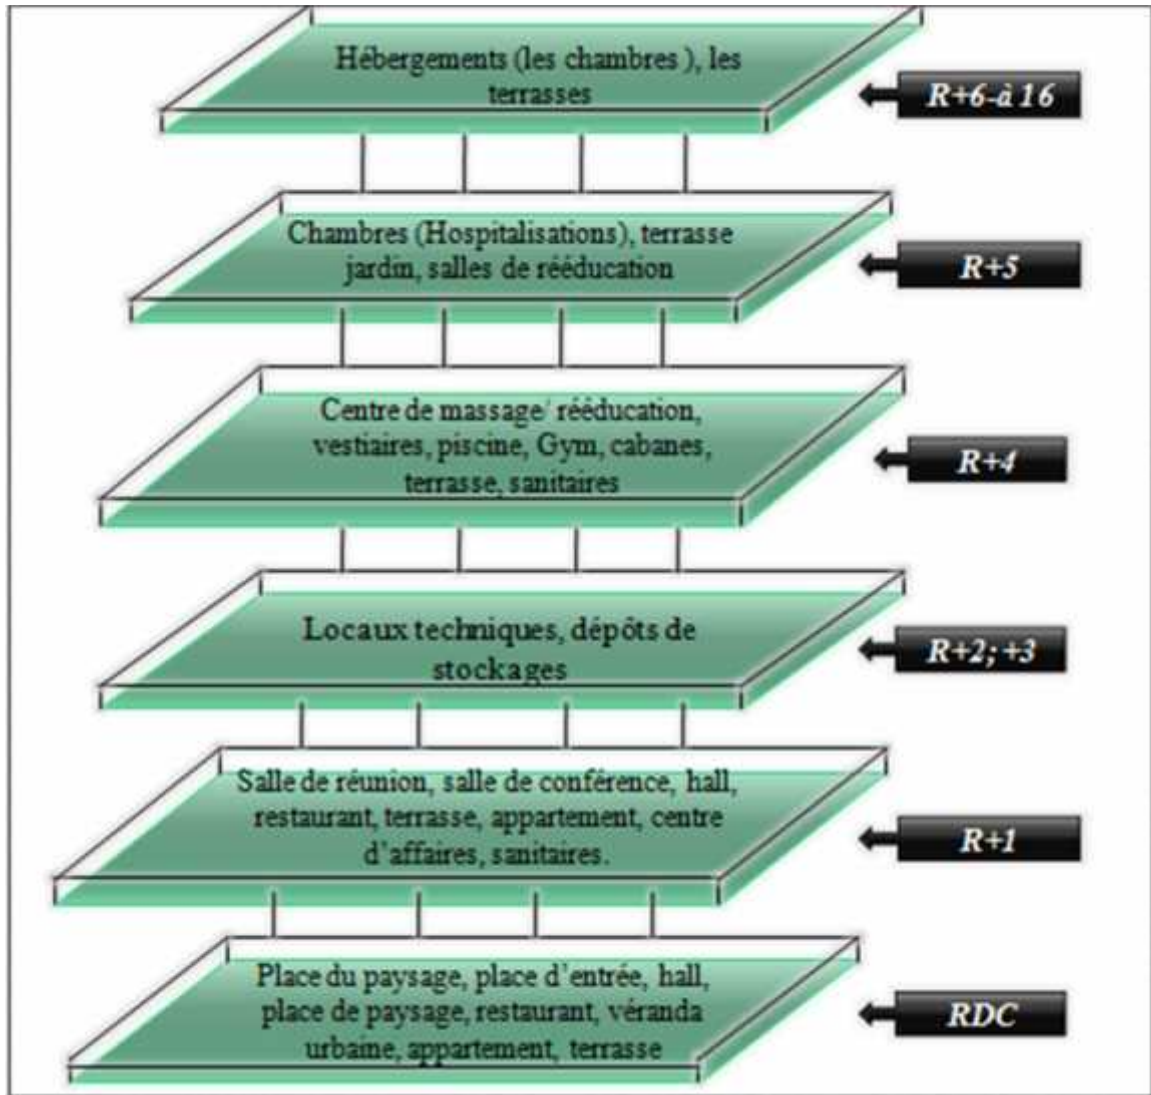 Hébergements (les chambres ), les
terrasses
R+6-à 16
Chambres (Hospitalisations), terrasse
jardin, salles de rééducation
R+5
Centre de massage/ rééducation,
vestiaires, piscine, Gym, cabanes,
terrasse, sanitaires
R+4
Locaux techniques, dépôts de
stockages
R+2; +3
Salle de réunion, salle de conférence, hall,
restaurant, terrasse, appartement, centre
d’affaires, sanitaires.
R+1
Place du paysage, place d’entrée, hall,
place de paysage, restaurant, véranda
urbaine, appartement, terrasse
RDC